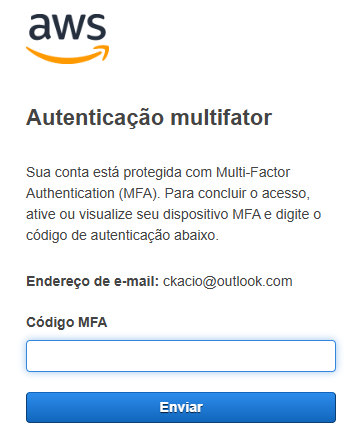 aws
Autenticação multifator
Sua conta está protegida com Multi-Factor
Authentication (MFA). Para concluir o acesso,
ative ou visualize seu dispositivo MFA e digite o
código de autenticação abaixo.
Endereço de e-mail: ckacio@outlook.com
Código MFA
Enviar